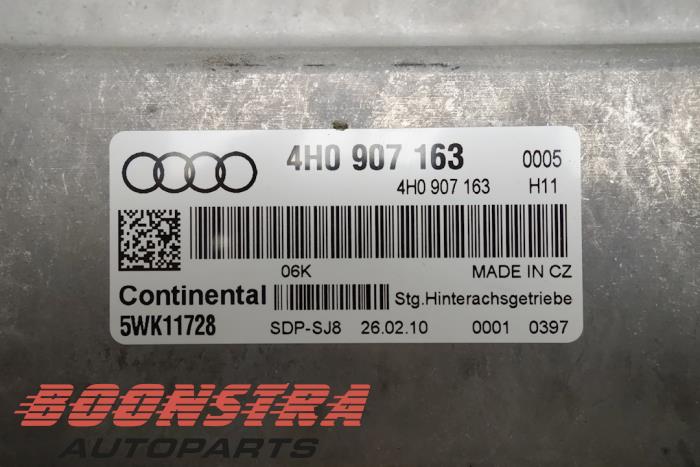 4H0 907 163 0005
4H0 907 163 H11
06K MADE IN CZ
Continental Stg.Hinterachsgetriebe
5WK11728 SDP-SJ8 26.02.10 0001 0397
BOONSTRA
AUTOPARTS